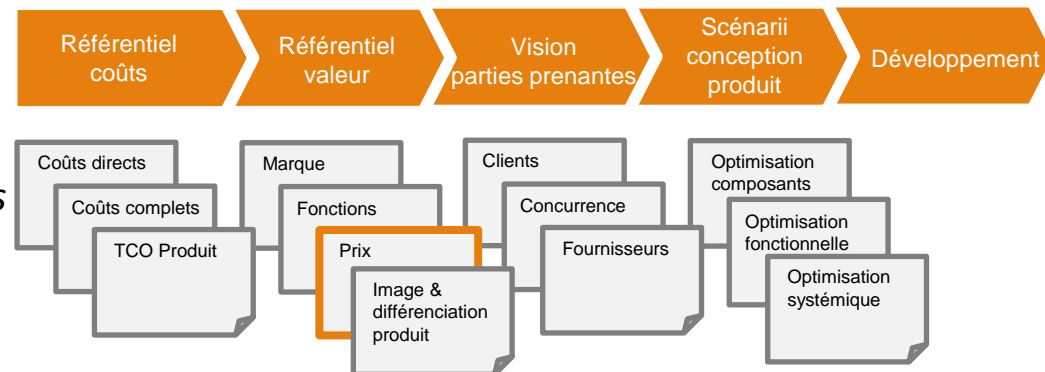 Référentiel
coûts
Référentiel
valeur
Vision
parties prenantes
Scénarii
conception
produit
Développement
s
Coûts directs
Coûts complets
TCO Produit
Marque
Fonctions
Prix
Image &
différenciation
produit
Clients
Concurrence
Fournisseurs
Optimisation
composants
Optimisation
fonctionnelle
Optimisation
systémique